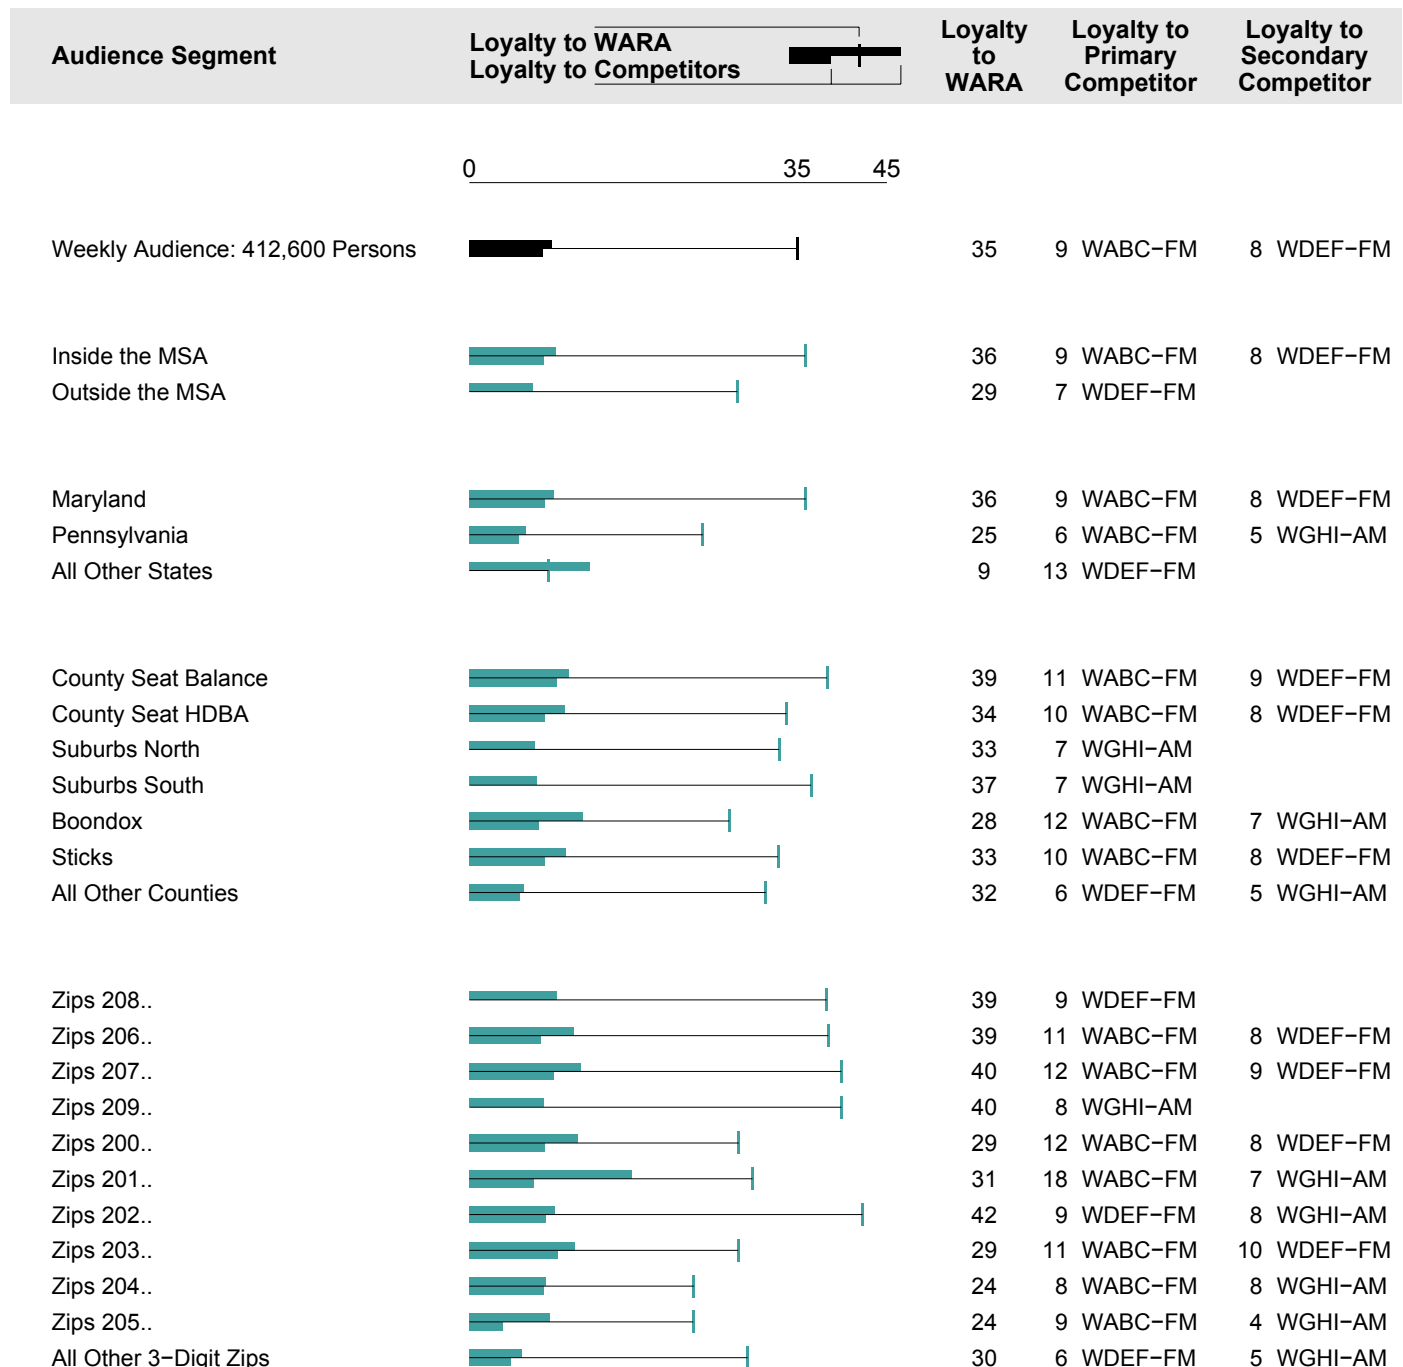 Audience Segment
Loyalty to WARA
Loyalty to Competitors
Loyalty to WARA
Loyalty to Primary Competitor
Loyalty to Secondary Competitor
0 35 45
Weekly Audience: 412,600 Persons 35 9 WABC−FM 8 WDEF−FM
Inside the MSA 36 9 WABC−FM 8 WDEF−FM
Outside the MSA 29 7 WDEF−FM
Maryland 36 9 WABC−FM 8 WDEF−FM
Pennsylvania 25 6 WABC−FM 5 WGHI−AM
All Other States 9 13 WDEF−FM
County Seat Balance 39 11 WABC−FM 9 WDEF−FM
County Seat HDBA 34 10 WABC−FM 8 WDEF−FM
Suburbs North 33 7 WGHI−AM
Suburbs South 37 7 WGHI−AM
Boondox 28 12 WABC−FM 7 WGHI−AM
Sticks 33 10 WABC−FM 8 WDEF−FM
All Other Counties 32 6 WDEF−FM 5 WGHI−AM
Zips 208.. 39 9 WDEF−FM
Zips 206.. 39 11 WABC−FM 8 WDEF−FM
Zips 207.. 40 12 WABC−FM 9 WDEF−FM
Zips 209.. 40 8 WGHI−AM
Zips 200.. 29 12 WABC−FM 8 WDEF−FM
Zips 201.. 31 18 WABC−FM 7 WGHI−AM
Zips 202.. 42 9 WDEF−FM 8 WGHI−AM
Zips 203.. 29 11 WABC−FM 10 WDEF−FM
Zips 204.. 24 8 WABC−FM 8 WGHI−AM
Zips 205.. 24 9 WABC−FM 4 WGHI−AM
All Other 3−Digit Zips 30 6 WDEF−FM 5 WGHI−AM